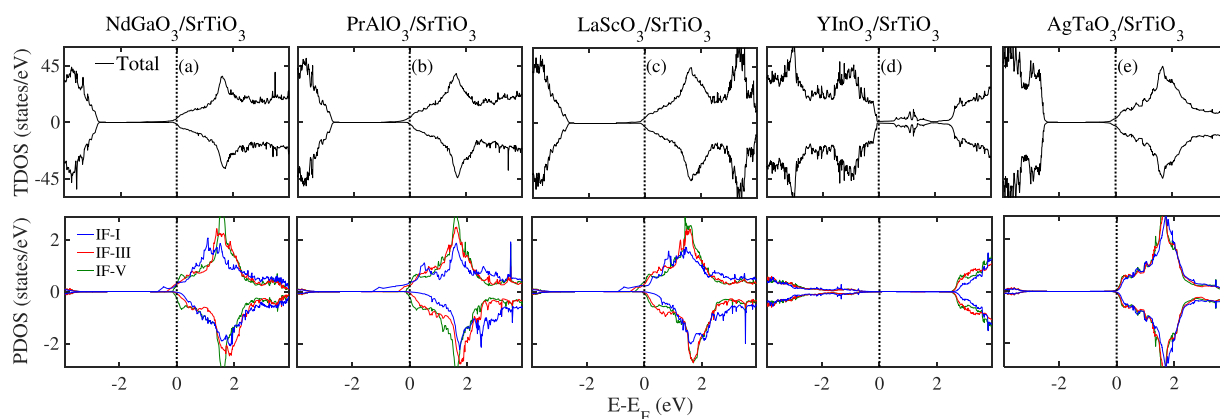 NdGaO3/SrTiO3 PrAlO3/SrTiO3 LaScO3/SrTiO3 YInO3/SrTiO3 AgTaO3/SrTiO3
TDOS (states/eV)
45
0
-45
Total
(a) (b) (c) (d) (e)
PDOS (states/eV)
2
0
-2
IF-I
IF-III
IF-V
-2 0 2 -2 0 2 -2 0 2 -2 0 2 -2 0 2
E-EF (eV)